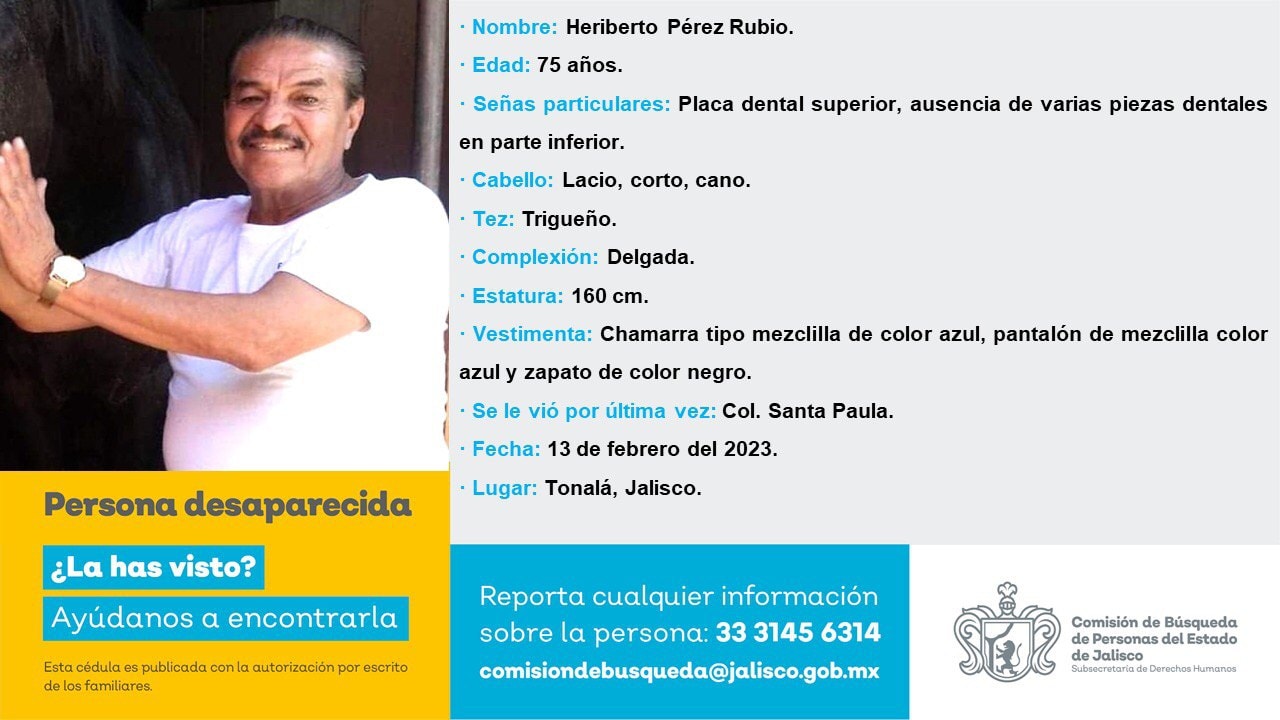 · Nombre: Heriberto Pérez Rubio.
· Edad: 75 años.
· Señas particulares: Placa dental superior, ausencia de varias piezas dentales
en parte inferior.
· Cabello: Lacio, corto, cano.
· Tez: Trigueño.
· Complexión: Delgada.
· Estatura: 160 cm.
· Vestimenta: Chamarra tipo mezclilla de color azul, pantalón de mezclilla color
azul y zapato de color negro.
· Se le vió por última vez: Col. Santa Paula.
· Fecha: 13 de febrero del 2023.
· Lugar: Tonalá, Jalisco.
Persona desaparecida
¿La has visto?
Ayúdanos a encontrarla
Esta cédula es publicada con la autorización por escrito
de los familiares.
Reporta cualquier información
sobre la persona: 33 3145 6314
comisiondebusqueda@jalisco.gob.mx
Comisión de Búsqueda
de Personas del Estado
de Jalisco
Subsecretaría de Derechos Humanos